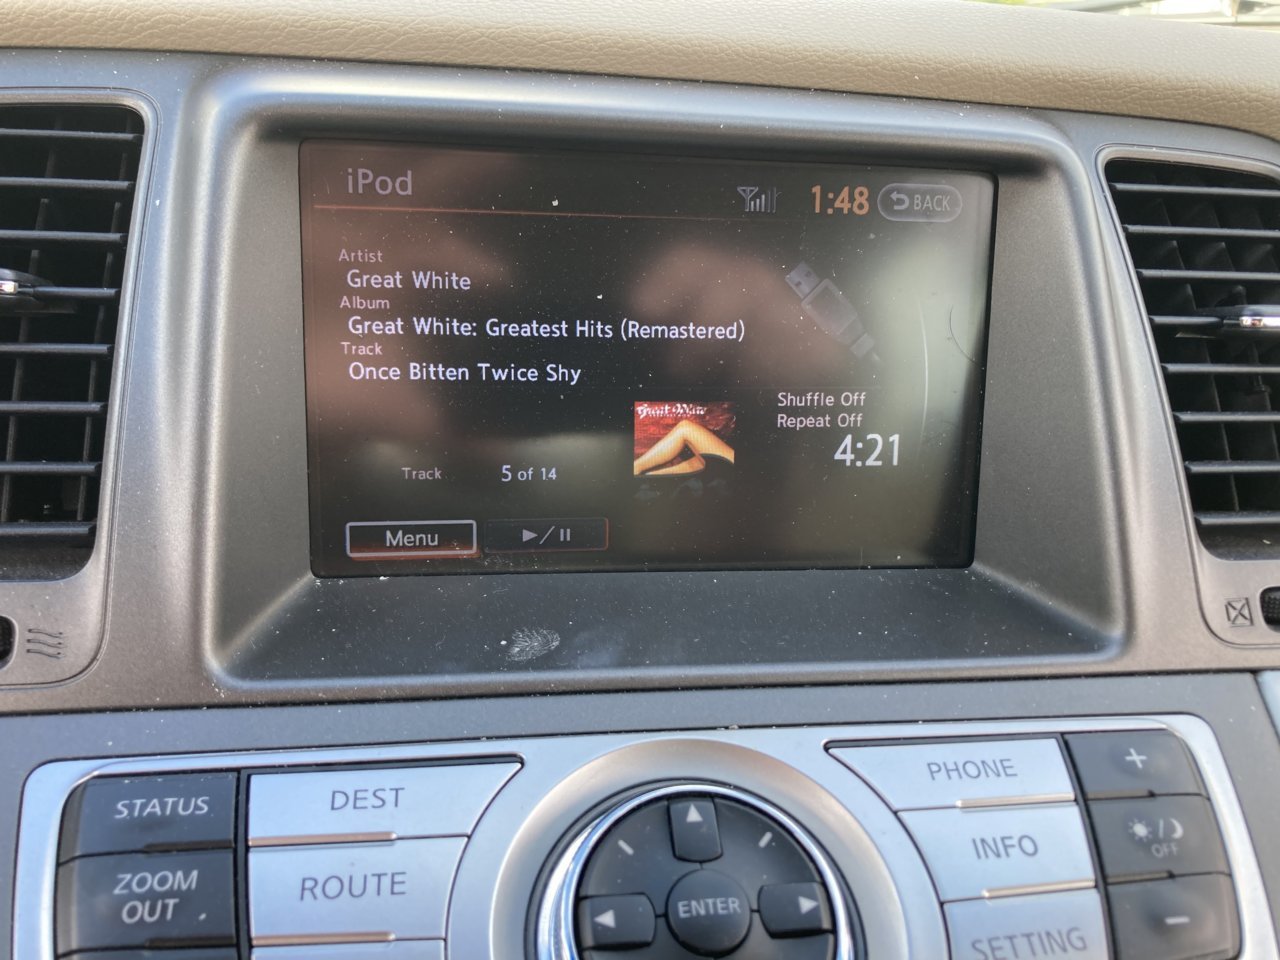 iPod
1:48
BACK
Artist
Great White
Album
Great White: Greatest Hits (Remastered)
Track
Once Bitten Twice Shy
Great White
Shuffle Off
Repeat Off
4:21
Track 5 of 14
Menu
STATUS
DEST
PHONE
+
ZOOM
OUT
ROUTE
ENTER
INFO
OFF
SETTING
-